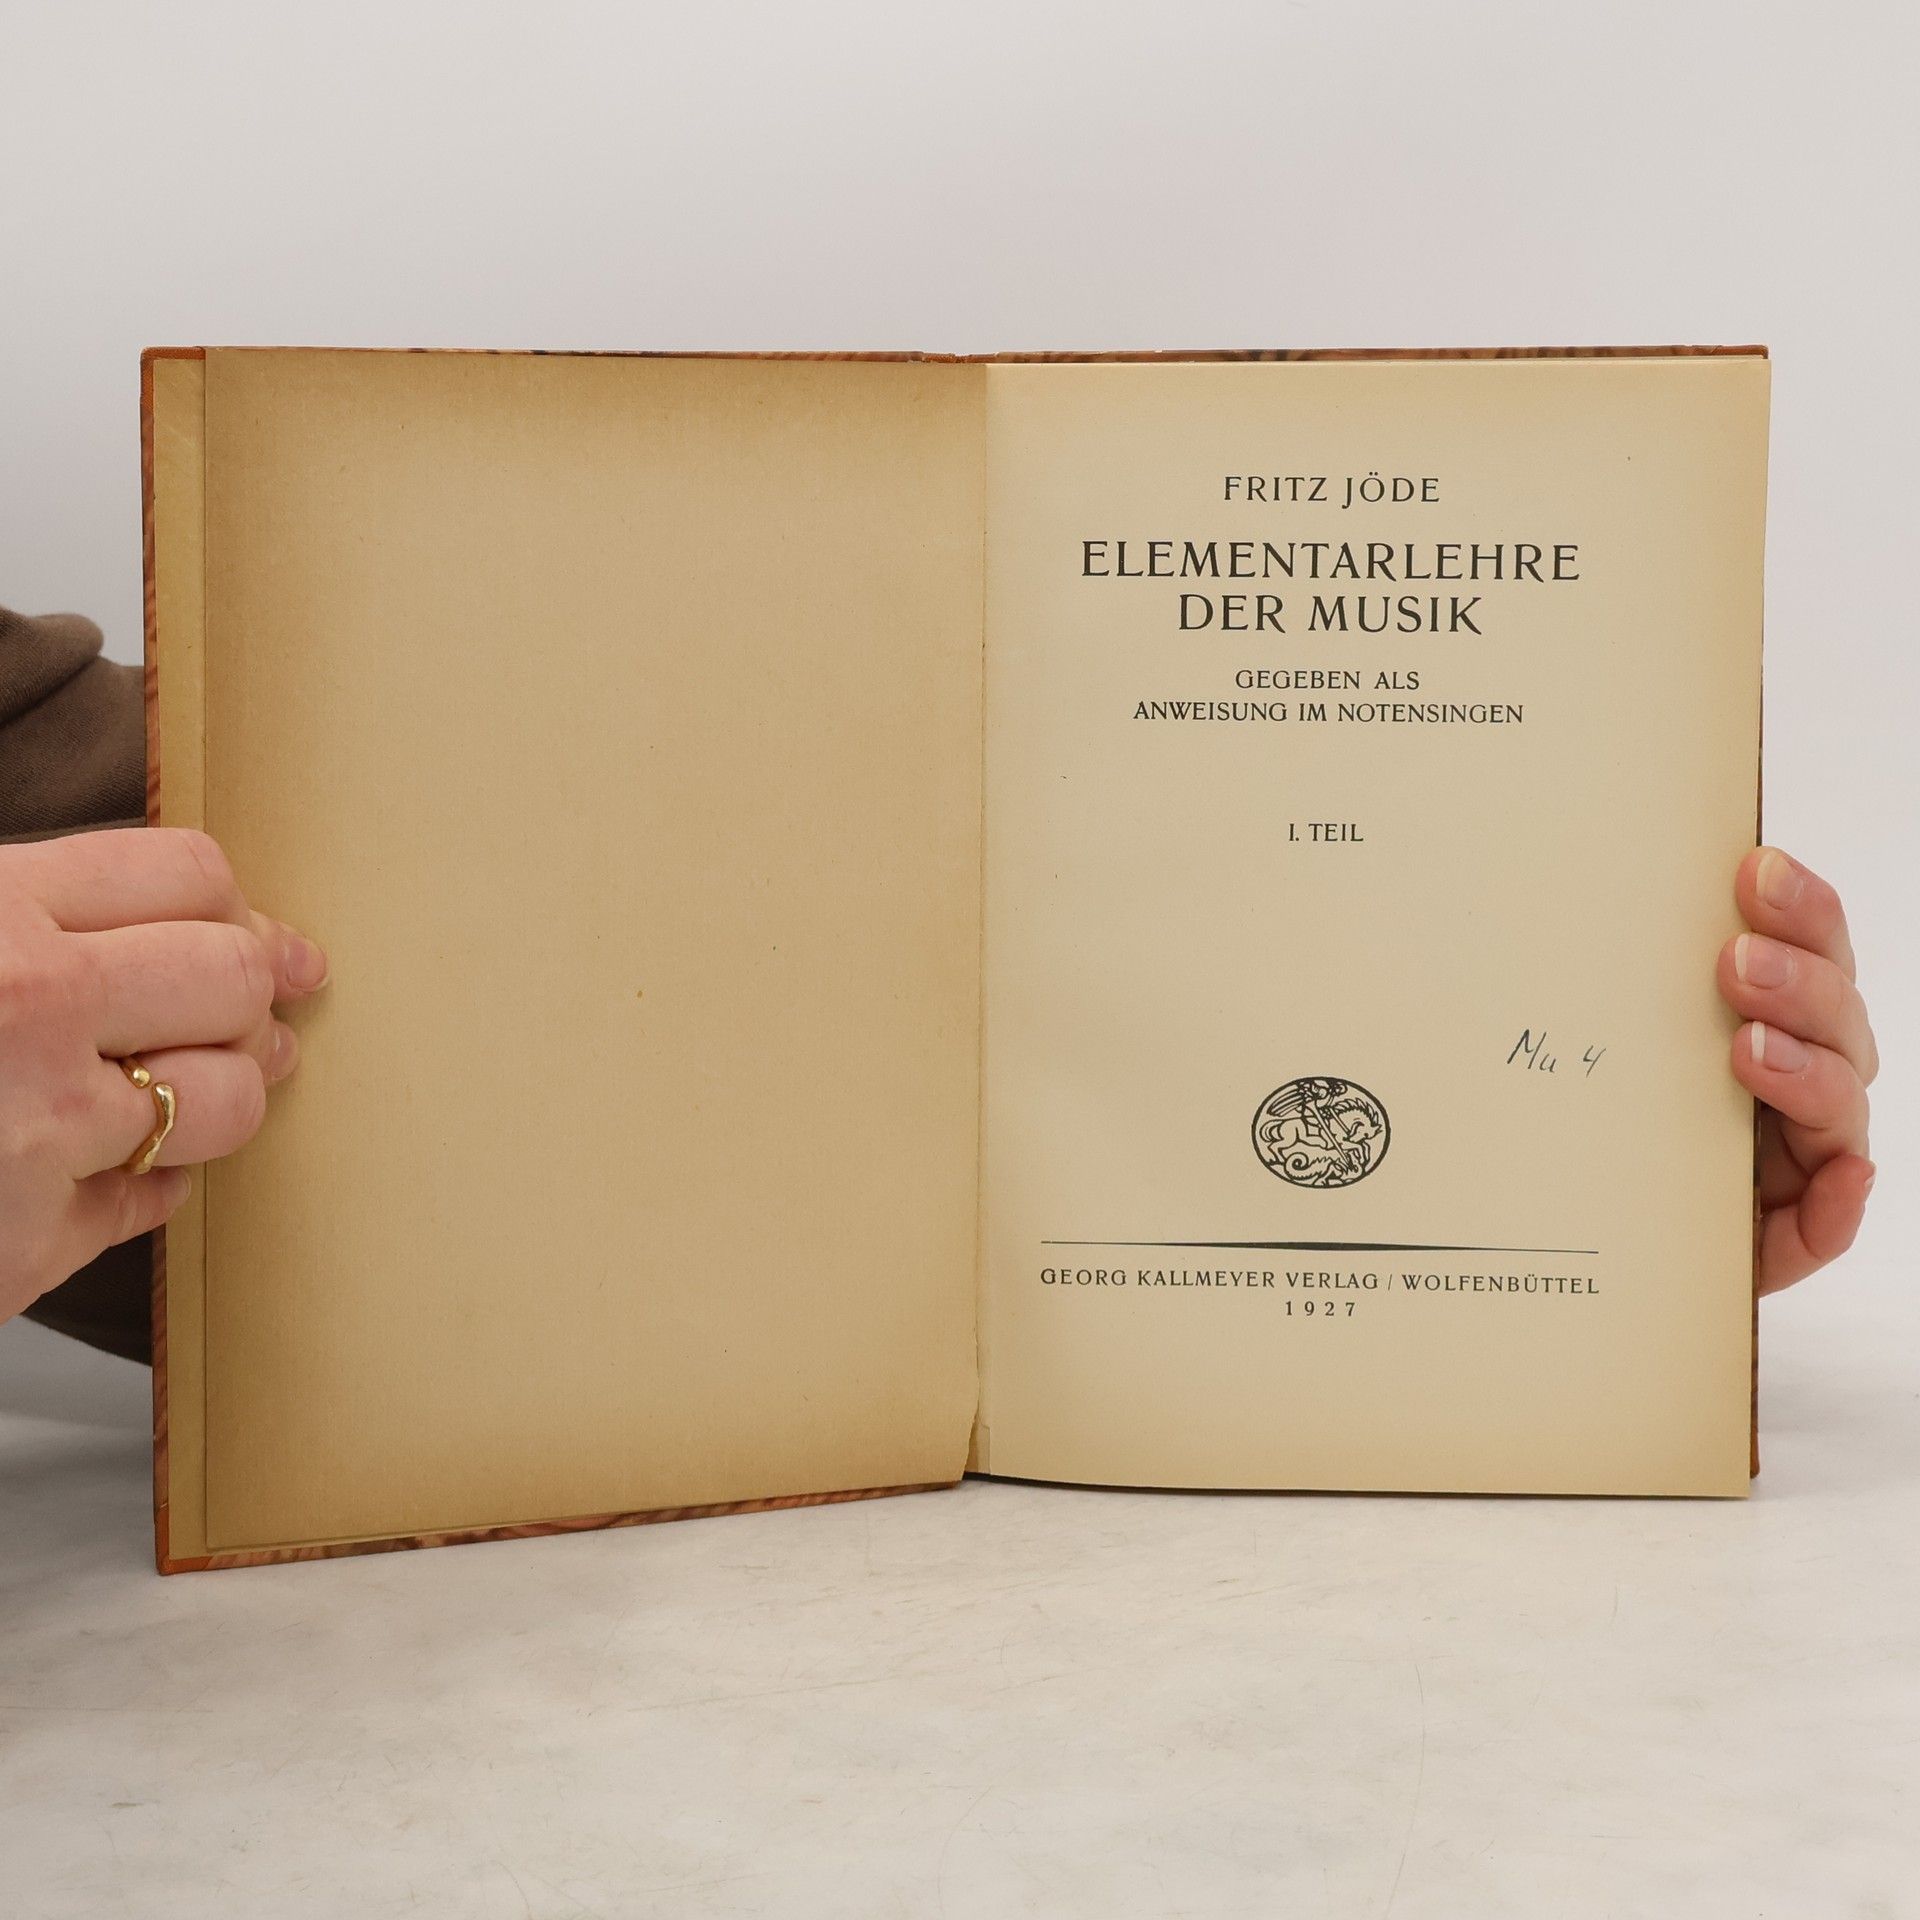 FRITZ JÖDE
ELEMENTARLEHRE
DER MUSIK
GEGEBEN ALS
ANWEISUNG IM NOTENSINGEN
I. TEIL
Mu 4
GEORG KALLMEYER VERLAG / WOLFENBÜTTEL
1927